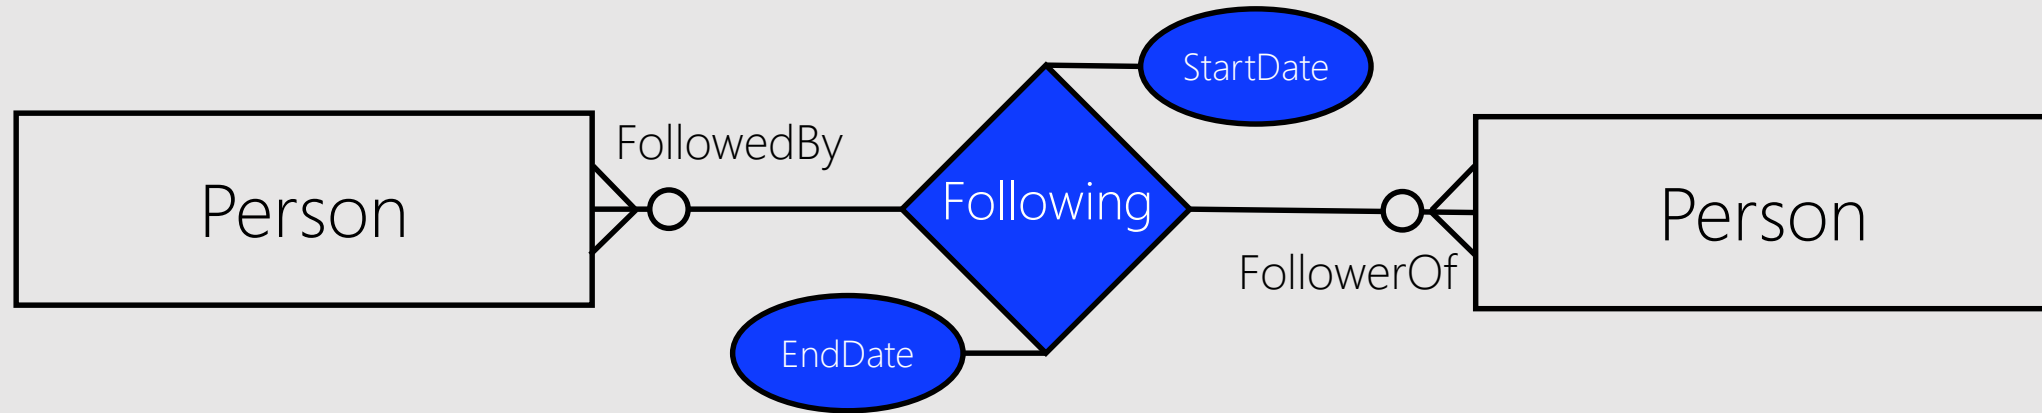 StartDate
FollowedBy
Person
Following
Person
FollowerOf
EndDate